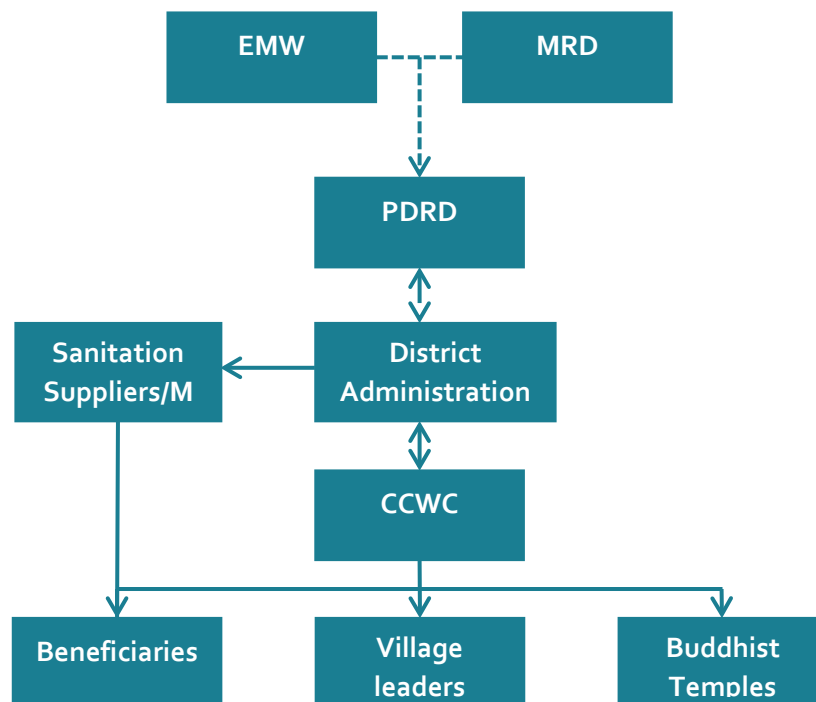 EMW
MRD
PDRD
Sanitation
Suppliers/M
District
Administration
CCWC
Beneficiaries
Village
leaders
Buddhist
Temples